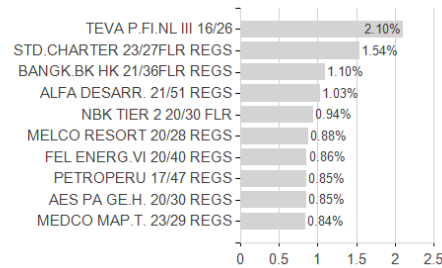 TEVA P.FI.NL III 16/26 2.10%
STD.CHARTER 23/27FLR REGS 1.54%
BANGK.BK HK 21/36FLR REGS 1.10%
ALFA DESARR. 21/51 REGS 1.03%
NBK TIER 2 20/30 FLR 0.94%
MELCO RESORT 20/28 REGS 0.88%
FEL ENERG.VI 20/40 REGS 0.86%
PETROPERU 17/47 REGS 0.85%
AES PA GE.H. 20/30 REGS 0.85%
MEDCO MAP.T. 23/29 REGS 0.84%
0 0.5 1 1.5 2 2.5